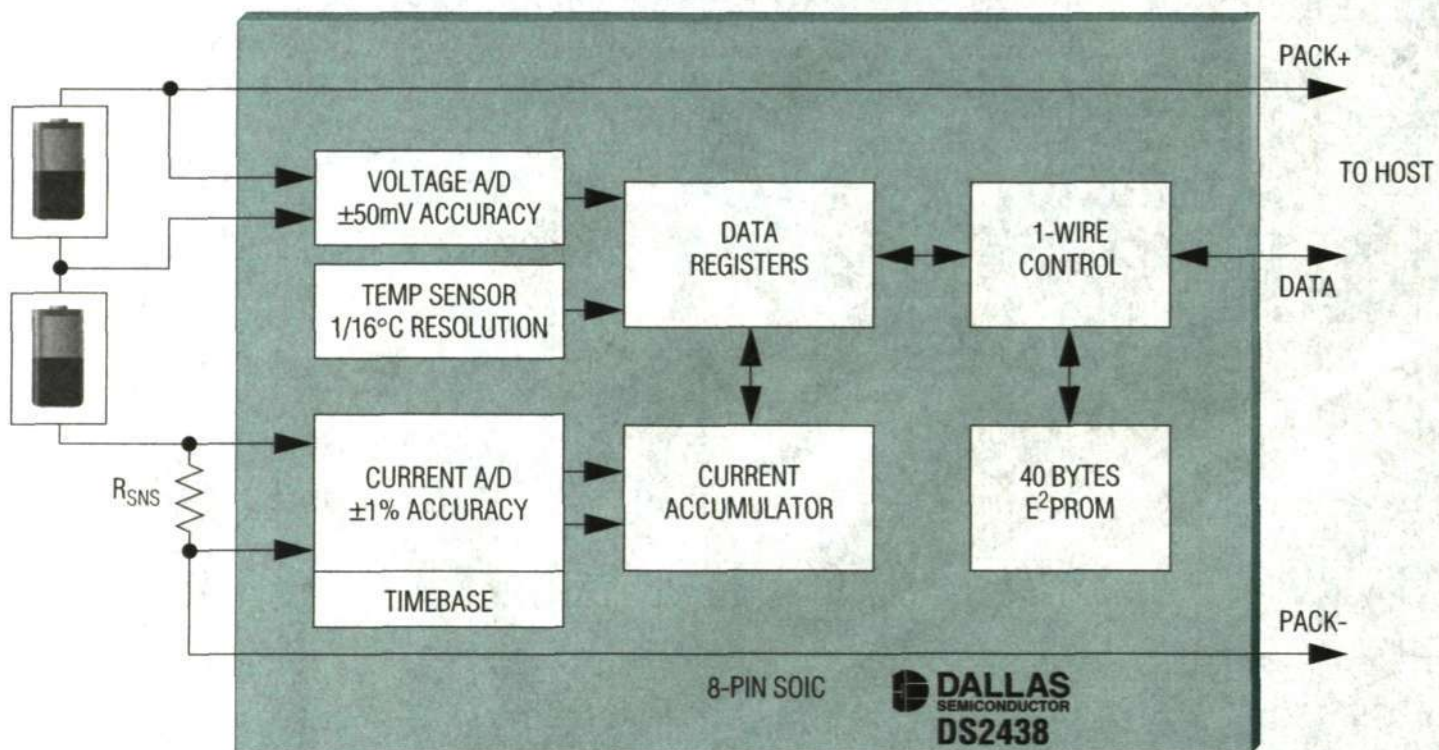 PACK+
TO HOST
VOLTAGE A/D
±50mV ACCURACY
DATA
REGISTERS
1-WIRE
CONTROL
DATA
TEMP SENSOR
1/16°C RESOLUTION
R_SNS
CURRENT A/D
±1% ACCURACY
CURRENT
ACCUMULATOR
40 BYTES
E²PROM
TIMEBASE
PACK-
8-PIN SOIC
DALLAS
SEMICONDUCTOR
DS2438